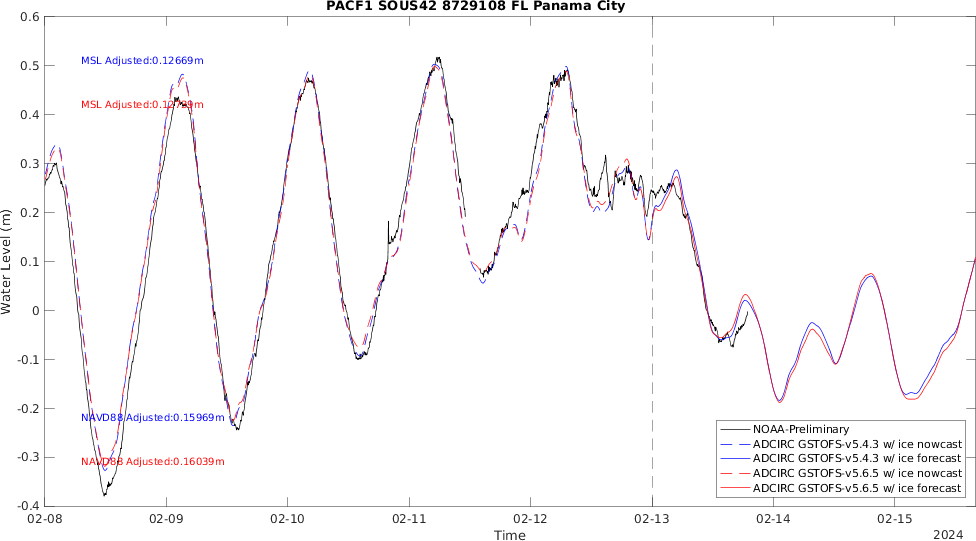 PACF1 SOUS42 8729108 FL Panama City
0.6
0.5
0.4
0.3
0.2
0.1
0
-0.1
-0.2
-0.3
-0.4
Water Level (m)
MSL Adjusted:0.12669m
MSL Adjusted:
NAVD88 Adjusted:0.15969m
NAVD88 Adjusted:0.16039m
NOAA-Preliminary
ADCIRC GSTOFS-v5.4.3 w/ ice nowcast
ADCIRC GSTOFS-v5.4.3 w/ ice forecast
ADCIRC GSTOFS-v5.6.5 w/ ice nowcast
ADCIRC GSTOFS-v5.6.5 w/ ice forecast
02-08 02-09 02-10 02-11 02-12 02-13 02-14 02-15
Time
2024